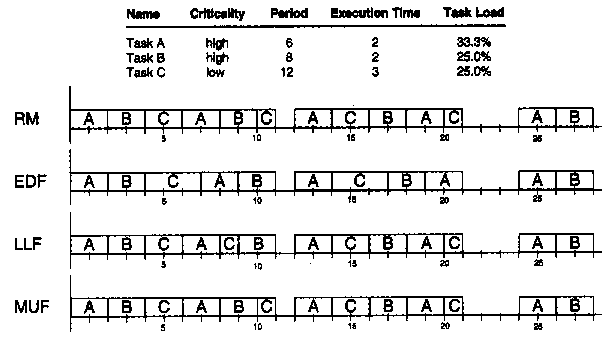 Name Criticality Period Execution Time Task Load
Task A high 6 2 33.3%
Task B high 8 2 25.0%
Task C low 12 3 25.0%
RM A B C A B C A C B A C A B
5 10 15 20 25
EDF A B C A B A C B A A B
5 10 15 20 25
LLF A B C A C B A C B A C A B
5 10 15 20 25
MUF A B C A B C A C B A C A B
5 10 15 20 25